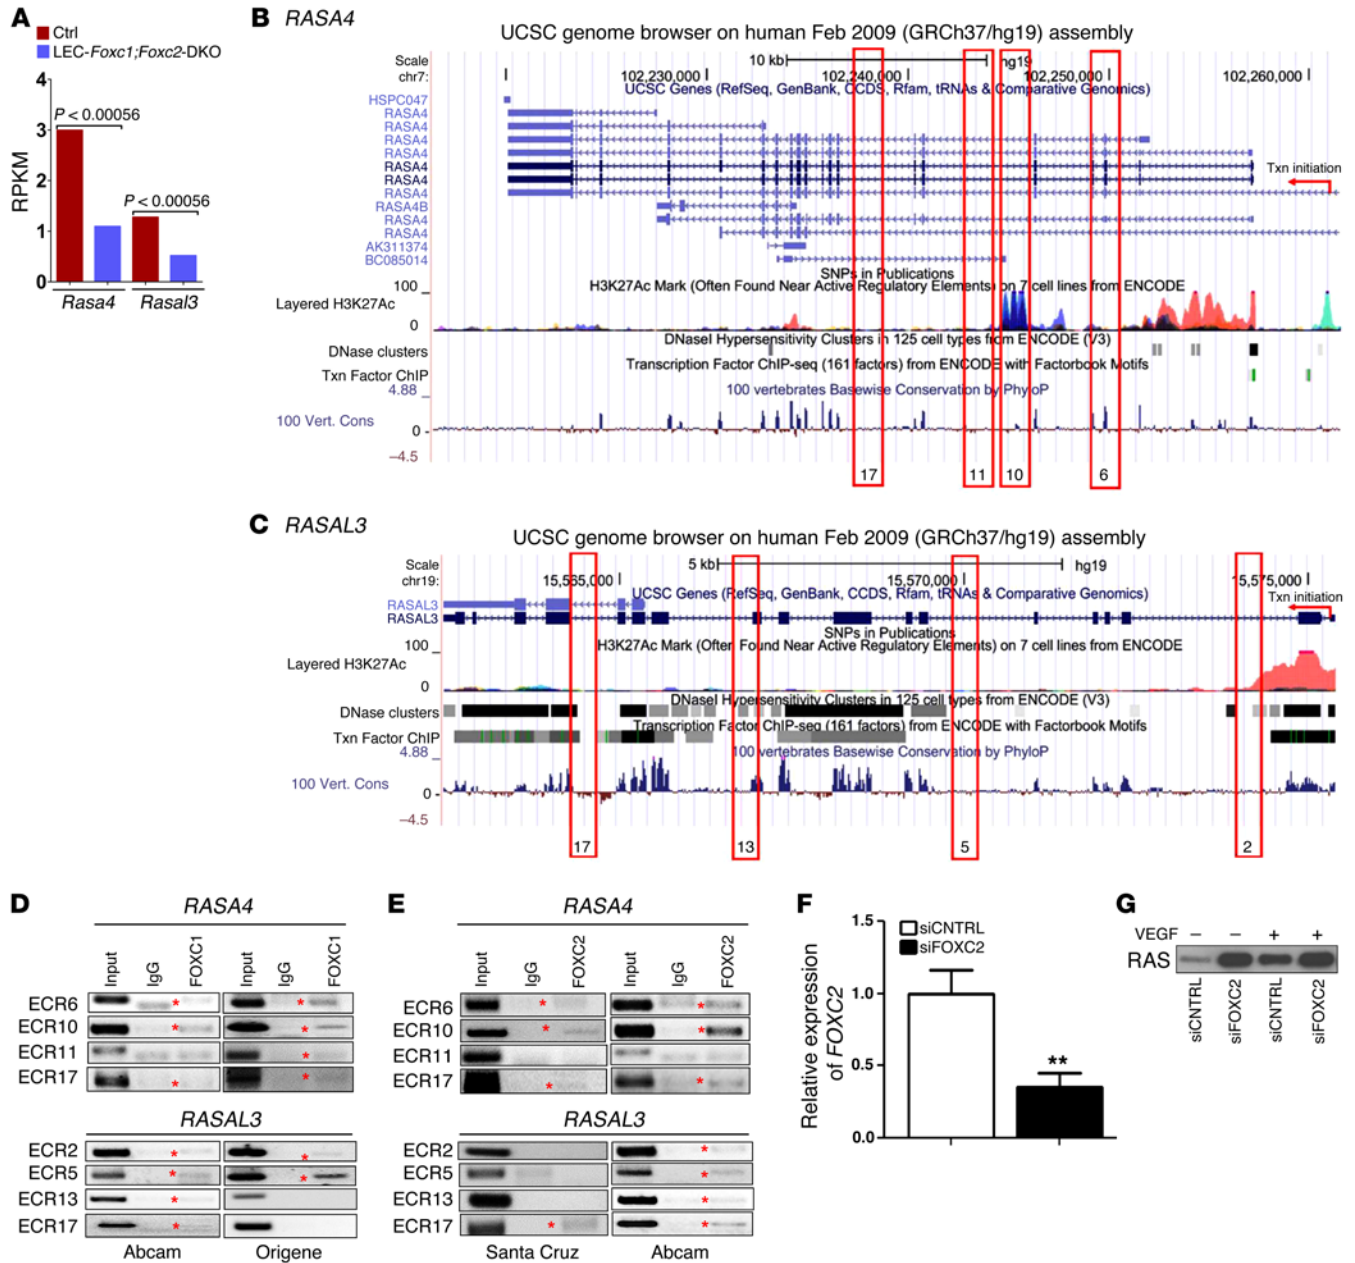 A
Ctrl
LEC-Foxc1;Foxc2-DKO
4
3
2
1
0
RPKM
P < 0.00056
P < 0.00056
Rasa4
Rasal3
B RASA4
UCSC genome browser on human Feb 2009 (GRCh37/hg19) assembly
Scale
10 kb
hg19
chr7:
102,230,000
102,240,000
102,250,000
102,260,000
UCSC Genes (RefSeq, GenBank, CCDS, Rfam, tRNAs & Comparative Genomics)
HSPC047
RASA4
RASA4
RASA4
RASA4
RASA4
RASA4
RASA4
RASA4B
RASA4
RASA4
AK311374
BC085014
Txn initiation
SNPs in Publications
H3K27Ac Mark (Often Found Near Active Regulatory Elements) on 7 cell lines from ENCODE
100
Layered H3K27Ac
0
DNaseI Hypersensitivity Clusters in 125 cell types from ENCODE (V3)
DNase clusters
Transcription Factor ChIP-seq (161 factors) from ENCODE with Factorbook Motifs
Txn Factor ChIP
4.88
100 vertebrates Basewise Conservation by PhyloP
100 Vert. Cons
0
–4.5
17
11
10
6
C RASAL3
UCSC genome browser on human Feb 2009 (GRCh37/hg19) assembly
Scale
5 kb
hg19
chr19:
15,565,000
15,570,000
15,575,000
UCSC Genes (RefSeq, GenBank, CCDS, Rfam, tRNAs & Comparative Genomics)
Txn initiation
RASAL3
RASAL3
SNPs in Publications
H3K27Ac Mark (Often Found Near Active Regulatory Elements) on 7 cell lines from ENCODE
100
Layered H3K27Ac
0
DNaseI Hypersensitivity Clusters in 125 cell types from ENCODE (V3)
DNase clusters
Transcription Factor ChIP-seq (161 factors) from ENCODE with Factorbook Motifs
Txn Factor ChIP
4.88
100 vertebrates Basewise Conservation by PhyloP
100 Vert. Cons
0
–4.5
17
13
5
2
D
RASA4
Input
IgG
FOXC1
Input
IgG
FOXC1
ECR6
ECR10
ECR11
ECR17
RASAL3
ECR2
ECR5
ECR13
ECR17
Abcam
Origene
E
RASA4
Input
IgG
FOXC2
Input
IgG
FOXC2
ECR6
ECR10
ECR11
ECR17
RASAL3
ECR2
ECR5
ECR13
ECR17
Santa Cruz
Abcam
F
siCNTRL
siFOXC2
1.5
1.0
0.5
0.0
Relative expression
of FOXC2
**
G
VEGF – – + +
RAS
siCNTRL
siFOXC2
siCNTRL
siFOXC2